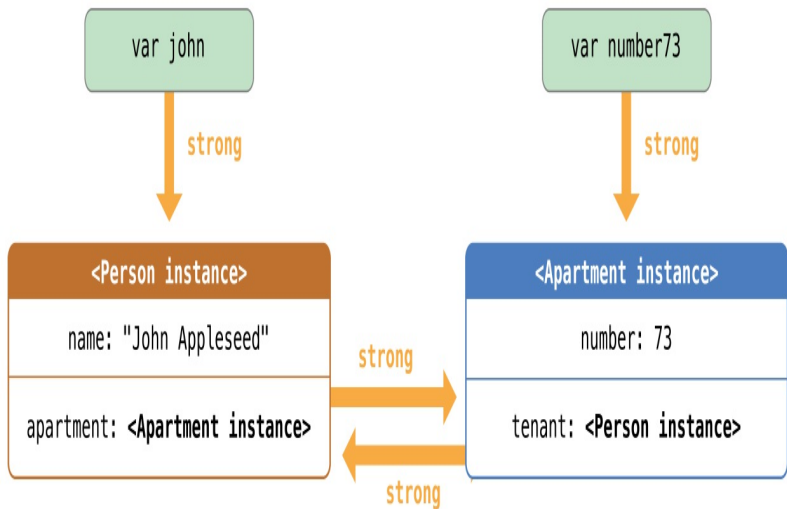 var john
var number73
strong
strong
<Person instance>
<Apartment instance>
name: "John Appleseed"
number: 73
strong
apartment: <Apartment instance>
tenant: <Person instance>
strong